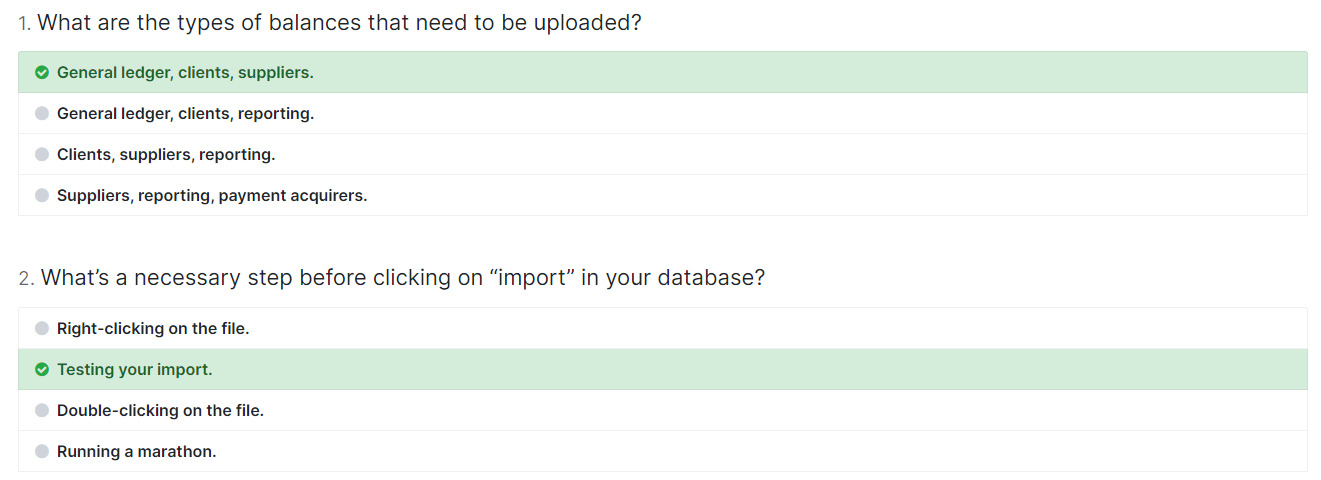 1. What are the types of balances that need to be uploaded?
General ledger, clients, suppliers.
General ledger, clients, reporting.
Clients, suppliers, reporting.
Suppliers, reporting, payment acquirers.
2. What’s a necessary step before clicking on “import” in your database?
Right-clicking on the file.
Testing your import.
Double-clicking on the file.
Running a marathon.